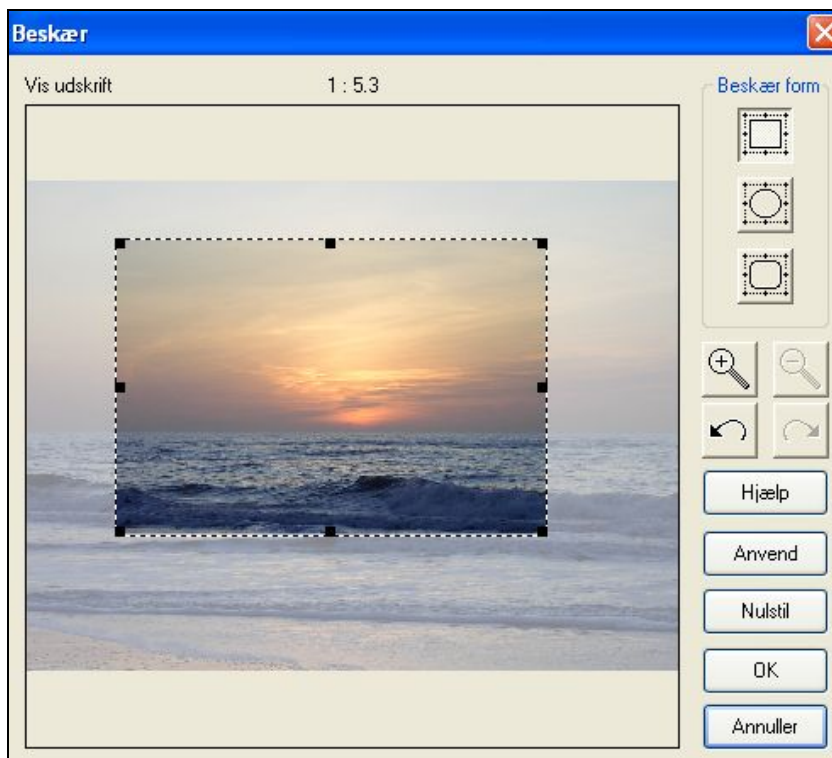 Beskær
Vis udskrift 1 : 5.3
Beskær form
Hjælp
Anvend
Nulstil
OK
Annuller